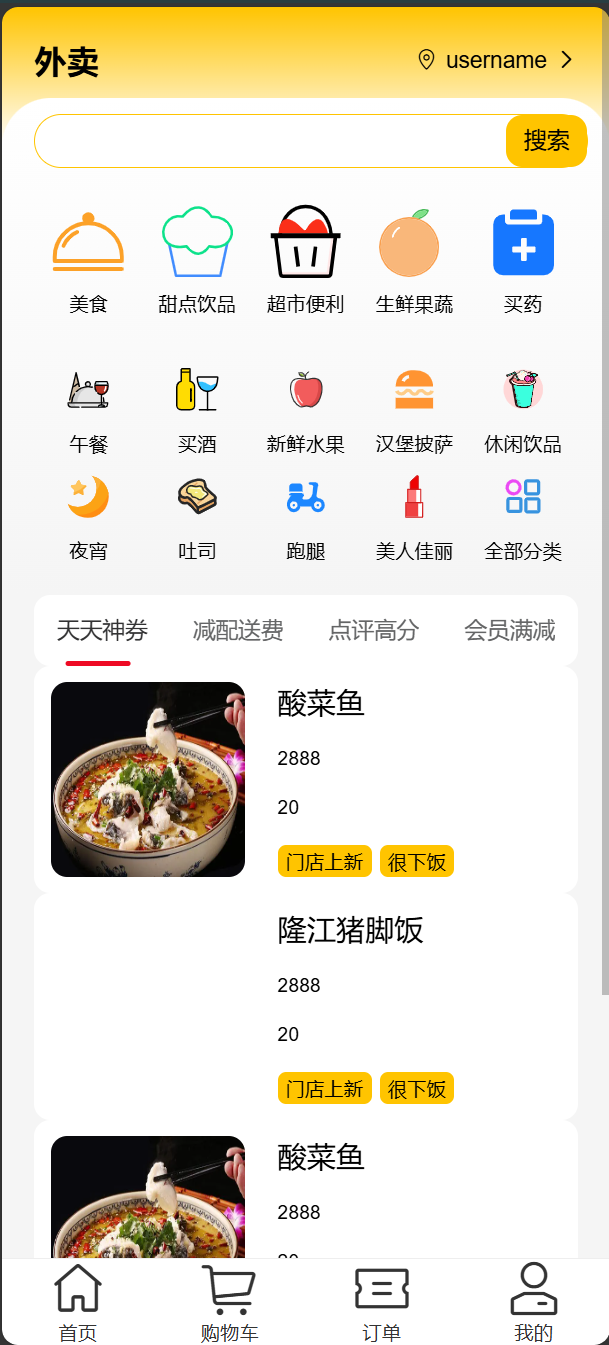 外卖
username
搜索
美食 甜点饮品 超市便利 生鲜果蔬 买药
午餐 买酒 新鲜水果 汉堡披萨 休闲饮品
夜宵 吐司 跑腿 美人佳丽 全部分类
天天神券 减配送费 点评高分 会员满减
酸菜鱼
2888
20
门店上新 很下饭
隆江猪脚饭
2888
20
门店上新 很下饭
酸菜鱼
2888
20
首页 购物车 订单 我的